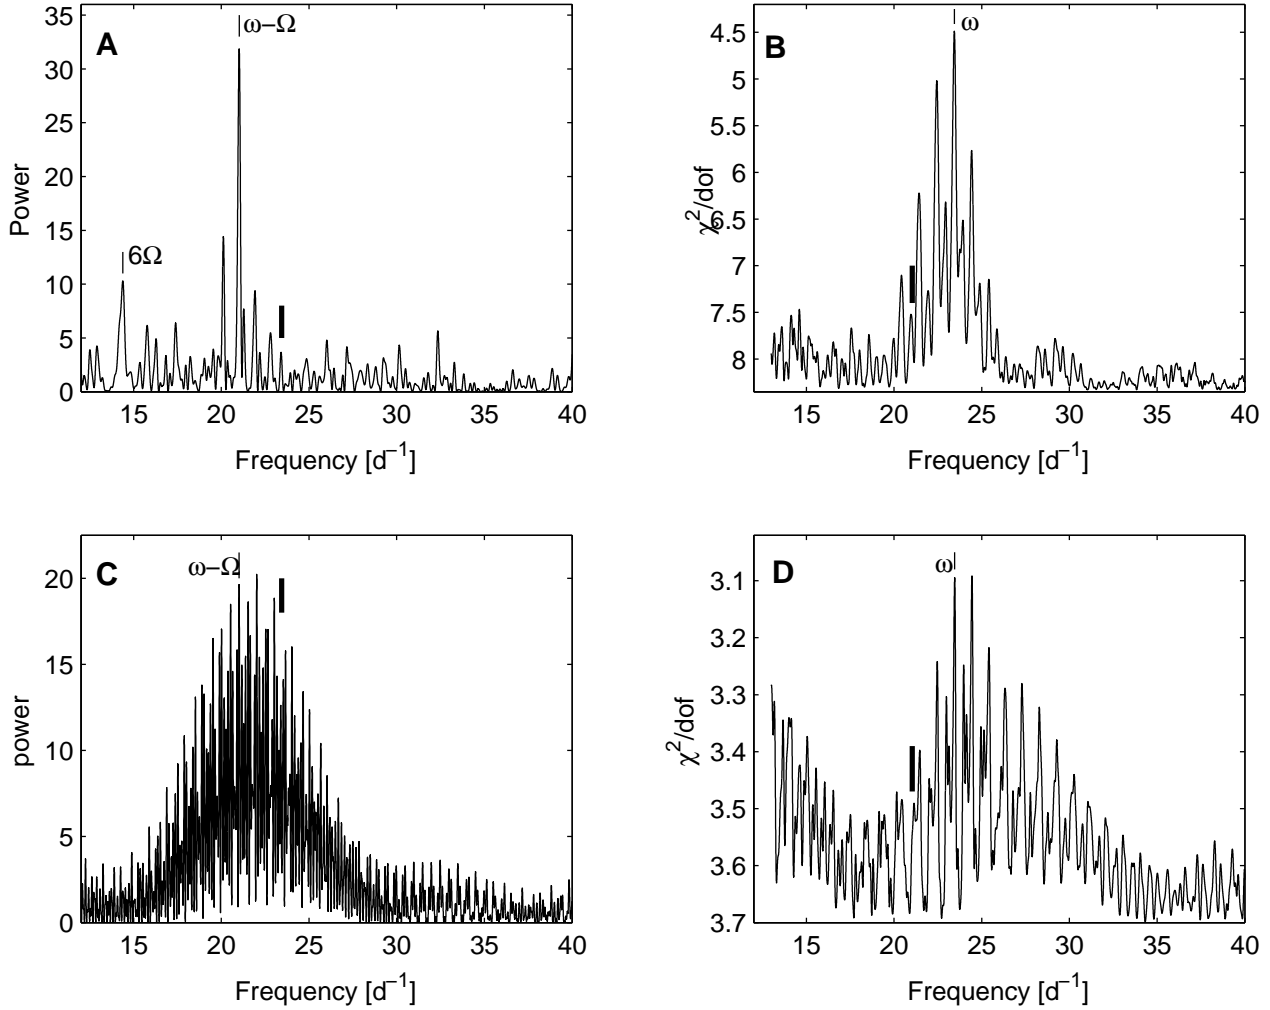 A
ω−Ω
6Ω
Power
0
5
10
15
20
25
30
35
15 20 25 30 35 40
Frequency [d⁻¹]
B
ω
χ²/dof
4.5
5
5.5
6
6.5
7
7.5
8
15 20 25 30 35 40
Frequency [d⁻¹]
C
ω−Ω
power
0
5
10
15
20
15 20 25 30 35 40
Frequency [d⁻¹]
D
ω
χ²/dof
3.1
3.2
3.3
3.4
3.5
3.6
3.7
15 20 25 30 35 40
Frequency [d⁻¹]